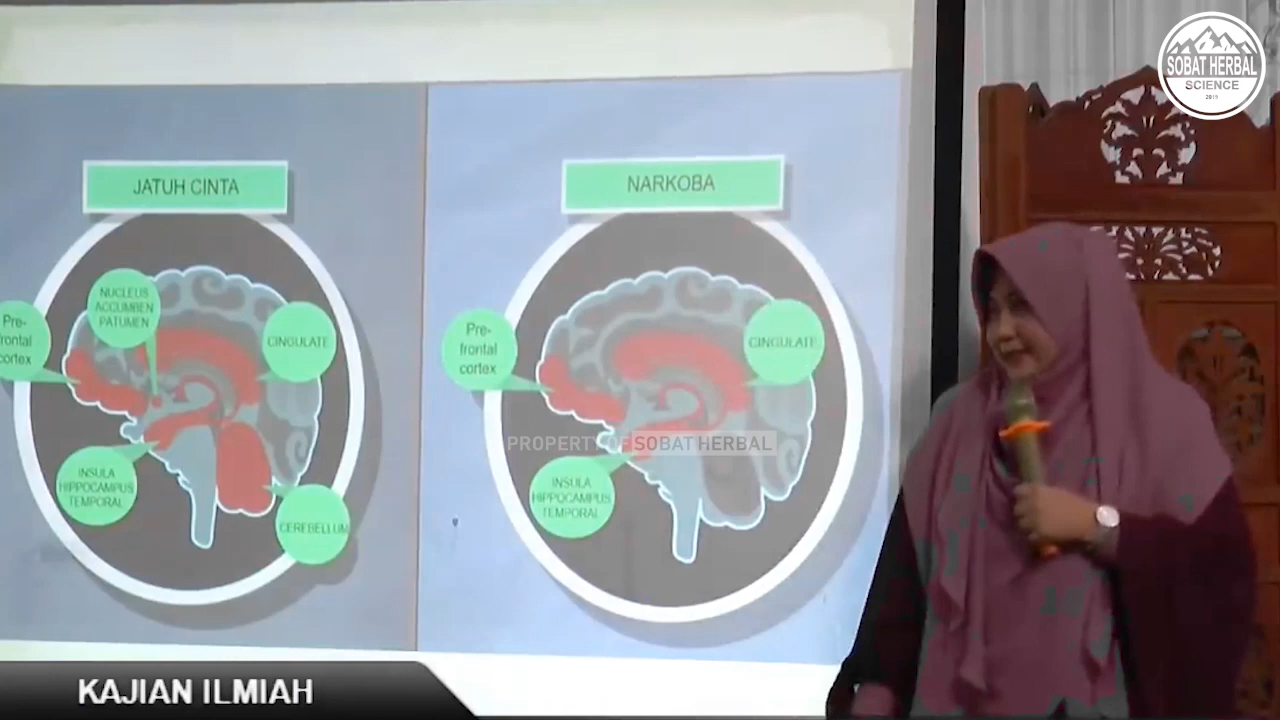 SOBAT HERBAL
SCIENCE
2019
JATUH CINTA
NARKOBA
Pre-
frontal
cortex
NUCLEUS
ACCUMBEN
PATUMEN
CINGULATE
INSULA
HIPPOCAMPUS
TEMPORAL
CEREBELLUM
Pre-
frontal
cortex
CINGULATE
INSULA
HIPPOCAMPUS
TEMPORAL
PROPERTY OF SOBAT HERBAL
KAJIAN ILMIAH